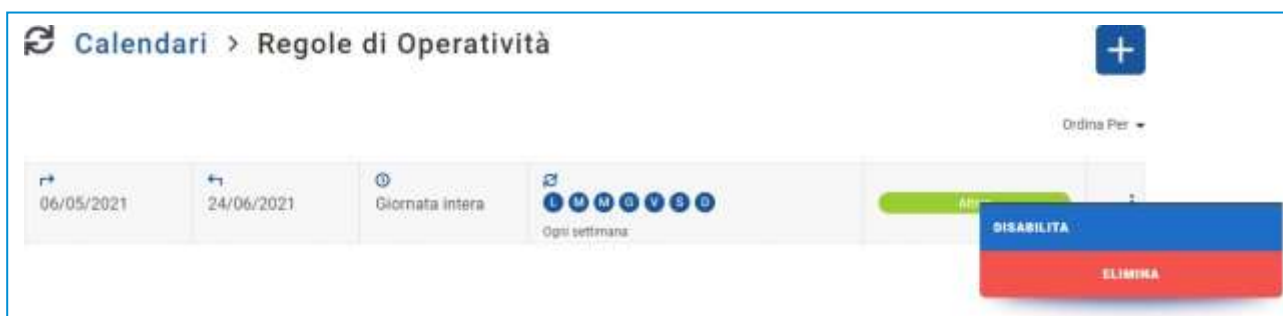 Calendari > Regole di Operatività
+
Ordina Per
06/05/2021
24/06/2021
Giornata intera
L M M G V S D
Ogni settimana
DISABILITA
ELIMINA